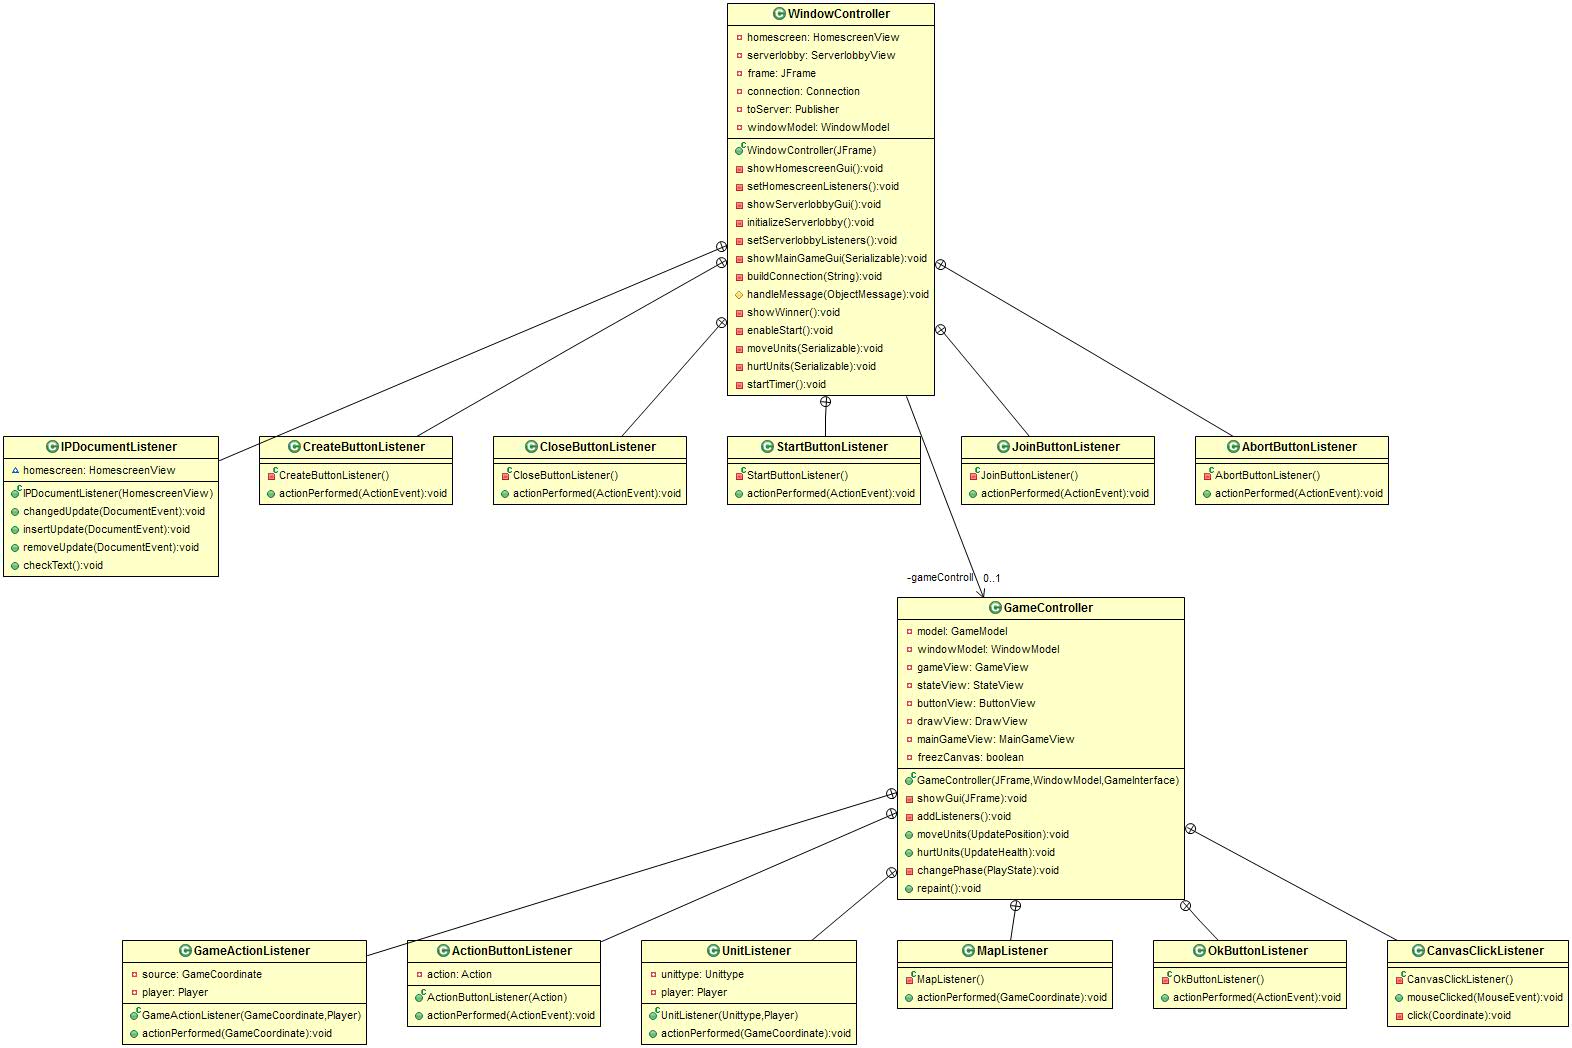 WindowController
homescreen: HomescreenView
serverlobby: ServerlobbyView
frame: JFrame
connection: Connection
toServer: Publisher
windowModel: WindowModel
WindowController(JFrame)
showHomescreenGui():void
setHomescreenListeners():void
showServerlobbyGui():void
initializeServerlobby():void
setServerlobbyListeners():void
showMainGameGui(Serializable):void
buildConnection(String):void
handleMessage(ObjectMessage):void
showWinner():void
enableStart():void
moveUnits(Serializable):void
hurtUnits(Serializable):void
startTimer():void
IPDocumentListener
homescreen: HomescreenView
IPDocumentListener(HomescreenView)
changedUpdate(DocumentEvent):void
insertUpdate(DocumentEvent):void
removeUpdate(DocumentEvent):void
checkText():void
CreateButtonListener
CreateButtonListener()
actionPerformed(ActionEvent):void
CloseButtonListener
CloseButtonListener()
actionPerformed(ActionEvent):void
StartButtonListener
StartButtonListener()
actionPerformed(ActionEvent):void
JoinButtonListener
JoinButtonListener()
actionPerformed(ActionEvent):void
AbortButtonListener
AbortButtonListener()
actionPerformed(ActionEvent):void
-gameControll 0..1
GameController
model: GameModel
windowModel: WindowModel
gameView: GameView
stateView: StateView
buttonView: ButtonView
drawView: DrawView
mainGameView: MainGameView
freezCanvas: boolean
GameController(JFrame,WindowModel,GameInterface)
showGui(JFrame):void
addListeners():void
moveUnits(UpdatePosition):void
hurtUnits(UpdateHealth):void
changePhase(PlayState):void
repaint():void
GameActionListener
source: GameCoordinate
player: Player
GameActionListener(GameCoordinate,Player)
actionPerformed(GameCoordinate):void
ActionButtonListener
action: Action
ActionButtonListener(Action)
actionPerformed(ActionEvent):void
UnitListener
unittype: Unittype
player: Player
UnitListener(Unittype,Player)
actionPerformed(GameCoordinate):void
MapListener
MapListener()
actionPerformed(GameCoordinate):void
OkButtonListener
OkButtonListener()
actionPerformed(ActionEvent):void
CanvasClickListener
CanvasClickListener()
mouseClicked(MouseEvent):void
click(Coordinate):void